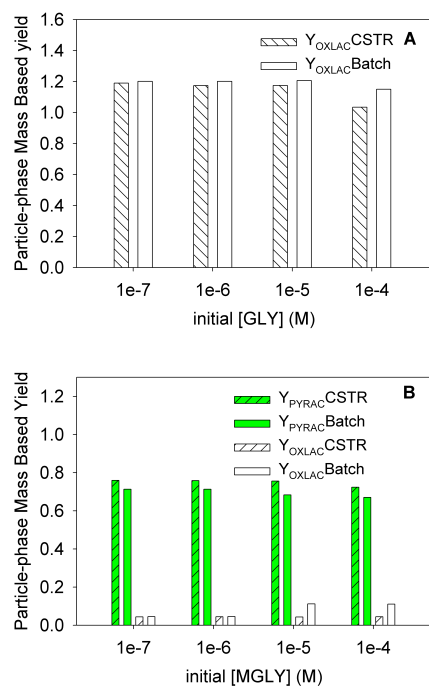 A
Y_OXLAC CSTR
Y_OXLAC Batch
Particle-phase Mass Based yield
1.6
1.4
1.2
1.0
0.8
0.6
0.4
0.2
0.0
1e-7 1e-6 1e-5 1e-4
initial [GLY] (M)
B
Y_PYRAC CSTR
Y_PYRAC Batch
Y_OXLAC CSTR
Y_OXLAC Batch
Particle-phase Mass Based Yield
1.2
1.0
0.8
0.6
0.4
0.2
0.0
1e-7 1e-6 1e-5 1e-4
initial [MGLY] (M)